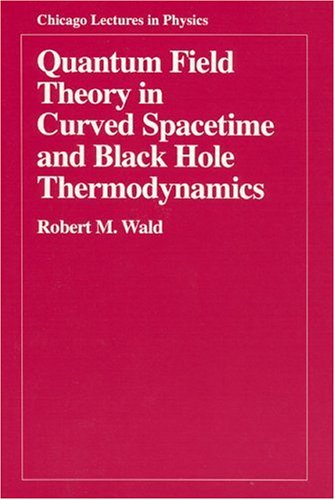 Chicago Lectures in Physics
Quantum Field
Theory in
Curved Spacetime
and Black Hole
Thermodynamics
Robert M. Wald